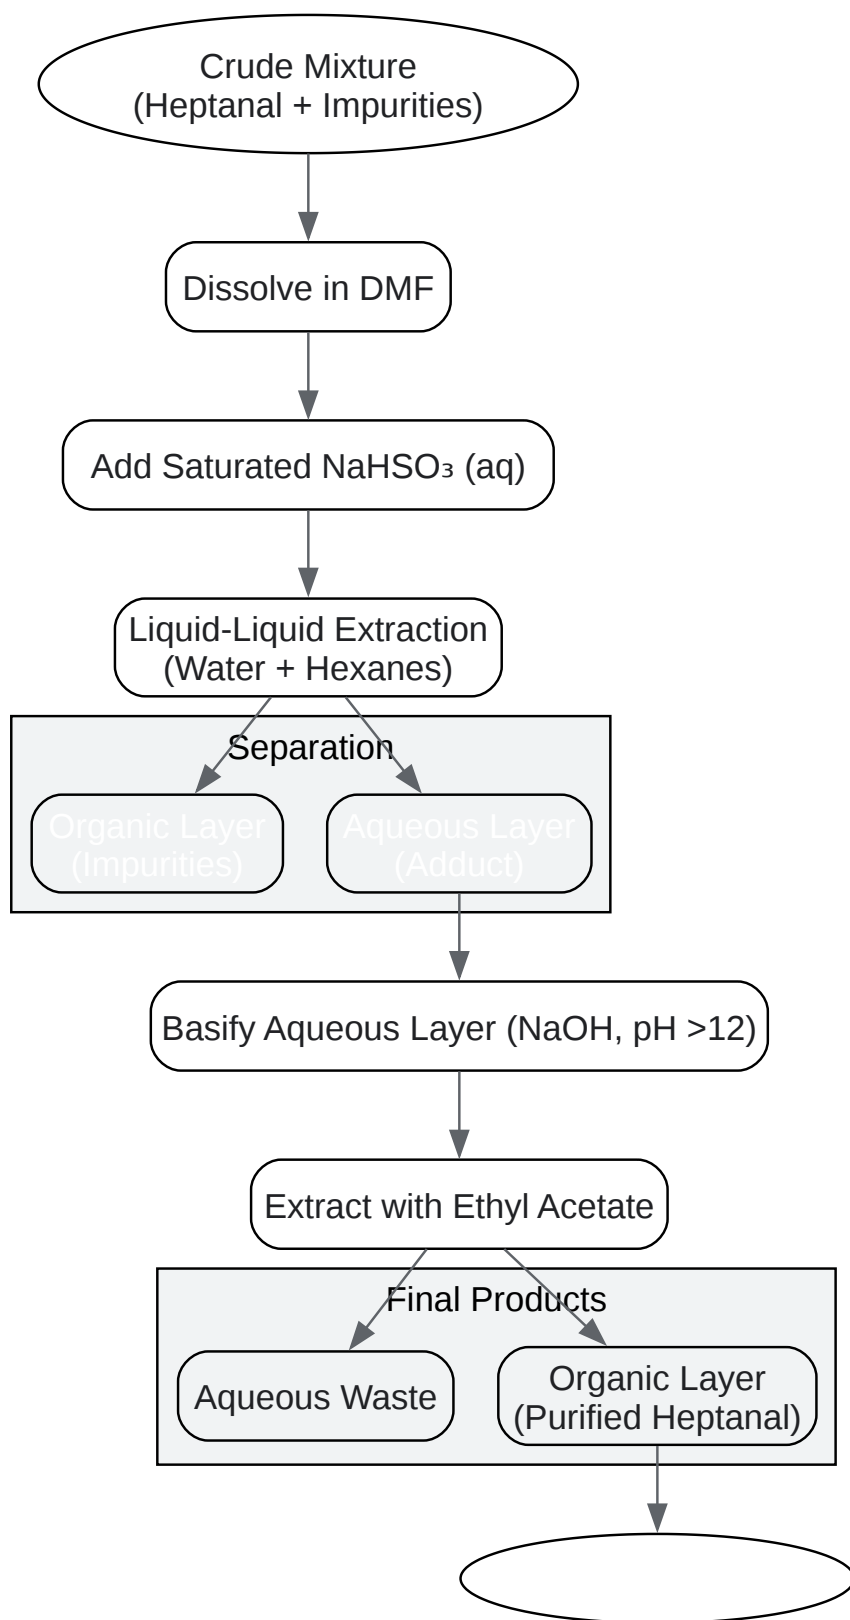 Crude Mixture
(Heptanal + Impurities)
Dissolve in DMF
Add Saturated NaHSO₃ (aq)
Liquid-Liquid Extraction
(Water + Hexanes)
Separation
Organic Layer
(Impurities)
Aqueous Layer
(Adduct)
Basify Aqueous Layer (NaOH, pH >12)
Extract with Ethyl Acetate
Final Products
Aqueous Waste
Organic Layer
(Purified Heptanal)